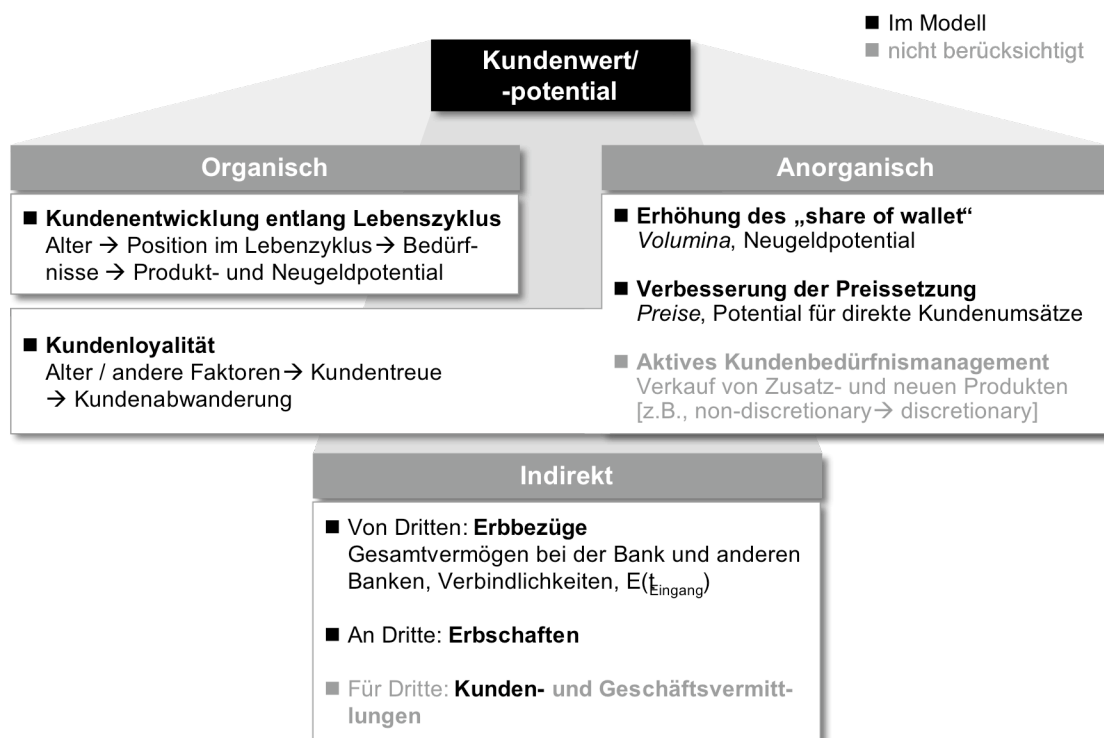 ■ Im Modell
■ nicht berücksichtigt
Kundenwert/
-potential
Organisch
■ Kundenentwicklung entlang Lebenszyklus
Alter → Position im Lebenzyklus → Bedürf-
nisse → Produkt- und Neugeldpotential
■ Kundenloyalität
Alter / andere Faktoren → Kundentreue
→ Kundenabwanderung
Anorganisch
■ Erhöhung des „share of wallet“
Volumina, Neugeldpotential
■ Verbesserung der Preissetzung
Preise, Potential für direkte Kundenumsätze
■ Aktives Kundenbedürfnismanagement
Verkauf von Zusatz- und neuen Produkten
[z.B., non-discretionary → discretionary]
Indirekt
■ Von Dritten: Erbbezüge
Gesamtvermögen bei der Bank und anderen
Banken, Verbindlichkeiten, E(tEingang)
■ An Dritte: Erbschaften
■ Für Dritte: Kunden- und Geschäftsvermitt-
lungen